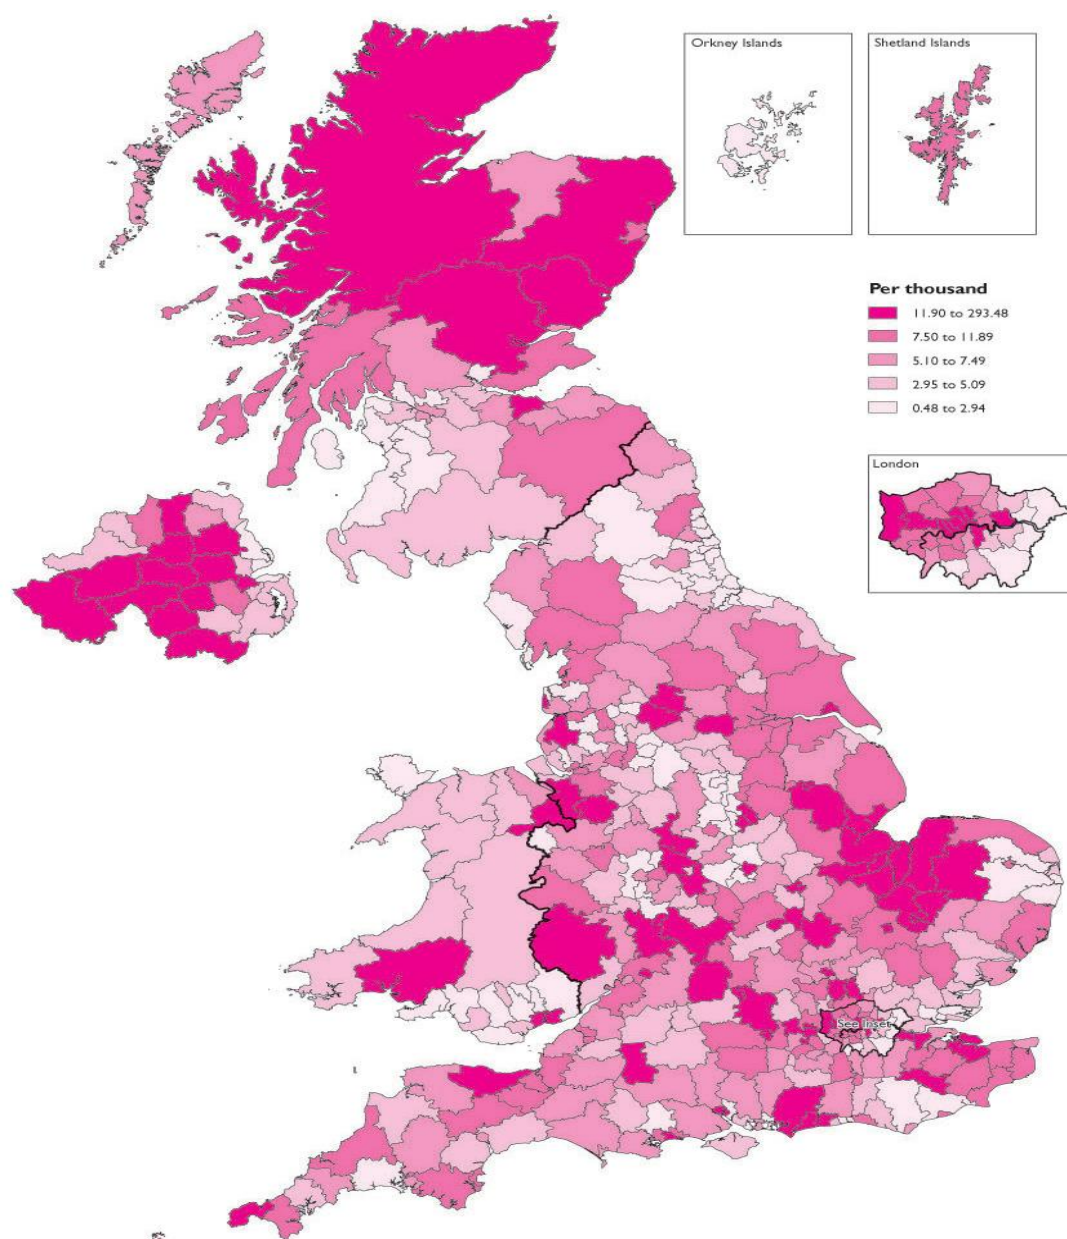 Orkney Islands
Shetland Islands
Per thousand
11.90 to 293.48
7.50 to 11.89
5.10 to 7.49
2.95 to 5.09
0.48 to 2.94
London
See Inset